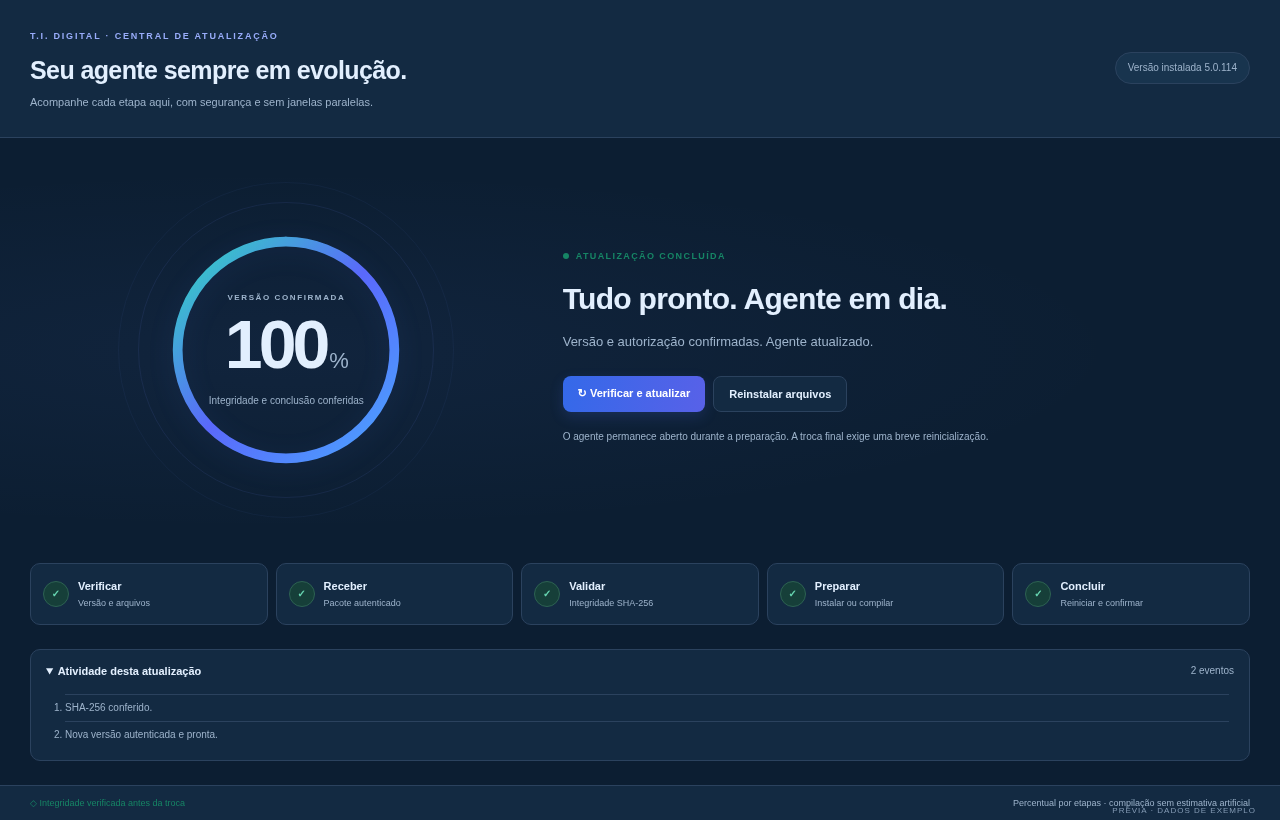 T.I. DIGITAL · CENTRAL DE ATUALIZAÇÃO
Seu agente sempre em evolução.
Acompanhe cada etapa aqui, com segurança e sem janelas paralelas.
Versão instalada 5.0.114
VERSÃO CONFIRMADA
100%
Integridade e conclusão conferidas
ATUALIZAÇÃO CONCLUÍDA
Tudo pronto. Agente em dia.
Versão e autorização confirmadas. Agente atualizado.
↻ Verificar e atualizar
Reinstalar arquivos
O agente permanece aberto durante a preparação. A troca final exige uma breve reinicialização.
✓ Verificar
Versão e arquivos
✓ Receber
Pacote autenticado
✓ Validar
Integridade SHA-256
✓ Preparar
Instalar ou compilar
✓ Concluir
Reiniciar e confirmar
▼ Atividade desta atualização
2 eventos
1. SHA-256 conferido.
2. Nova versão autenticada e pronta.
◇ Integridade verificada antes da troca
Percentual por etapas · compilação sem estimativa artificial
PRÉVIA · DADOS DE EXEMPLO